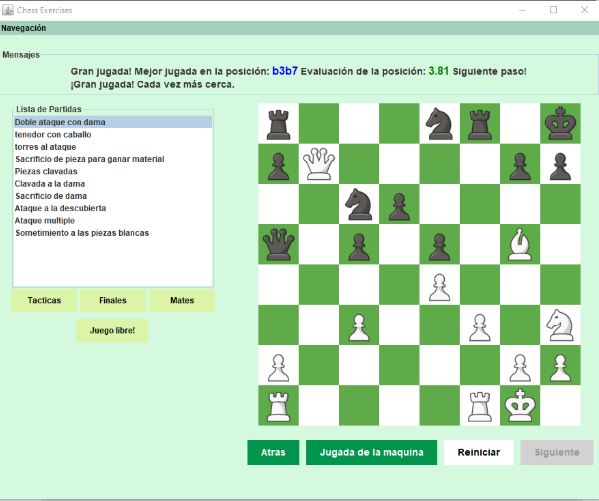 Chess Exercises
Navegación
Mensajes
Gran jugada! Mejor jugada en la posición: b3b7 Evaluación de la posición: 3.81 Siguiente paso!
¡Gran jugada! Cada vez más cerca.
Lista de Partidas
Doble ataque con dama
tenedor con caballo
torres al ataque
Sacrificio de pieza para ganar material
Piezas clavadas
Clavada a la dama
Sacrificio de dama
Ataque a la descubierta
Ataque multiple
Sometimiento a las piezas blancas
Tacticas Finales Mates
Juego libre!
Atras Jugada de la maquina Reiniciar Siguiente